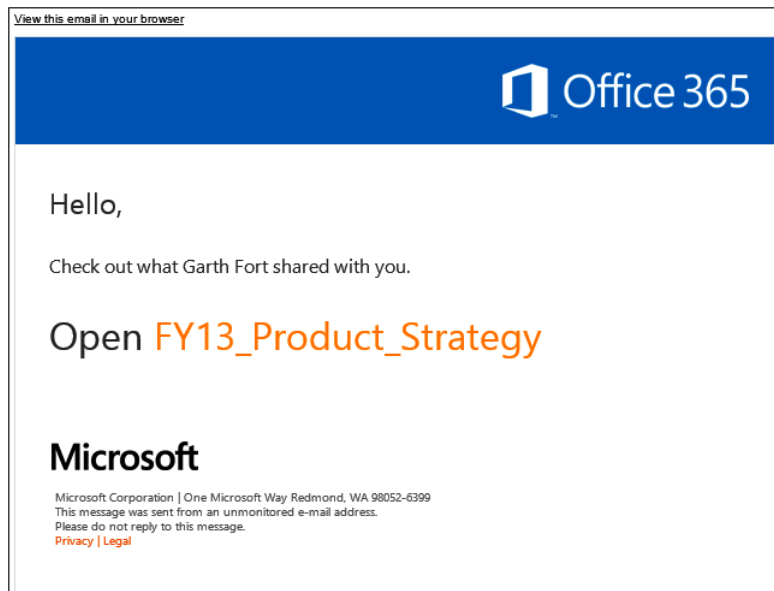 View this email in your browser
Office 365
Hello,
Check out what Garth Fort shared with you.
Open FY13_Product_Strategy
Microsoft
Microsoft Corporation | One Microsoft Way Redmond, WA 98052-6399
This message was sent from an unmonitored e-mail address.
Please do not reply to this message.
Privacy | Legal